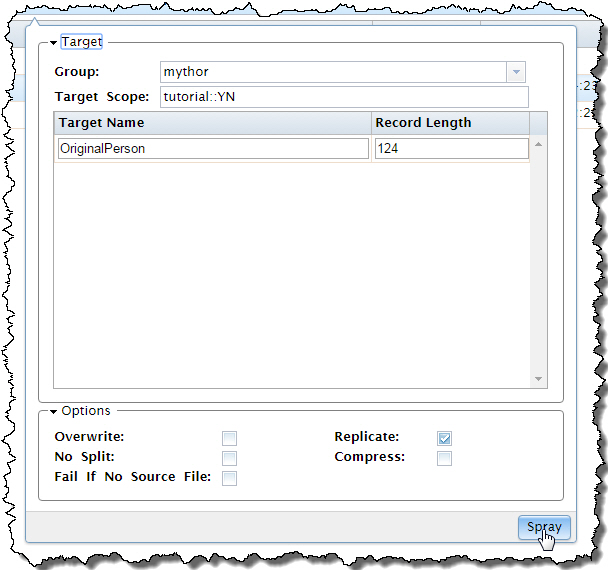 Target
Group: mythor
Target Scope: tutorial::YN
Target Name Record Length
OriginalPerson 124
Options
Overwrite: Replicate:
No Split: Compress:
Fail If No Source File:
Spray